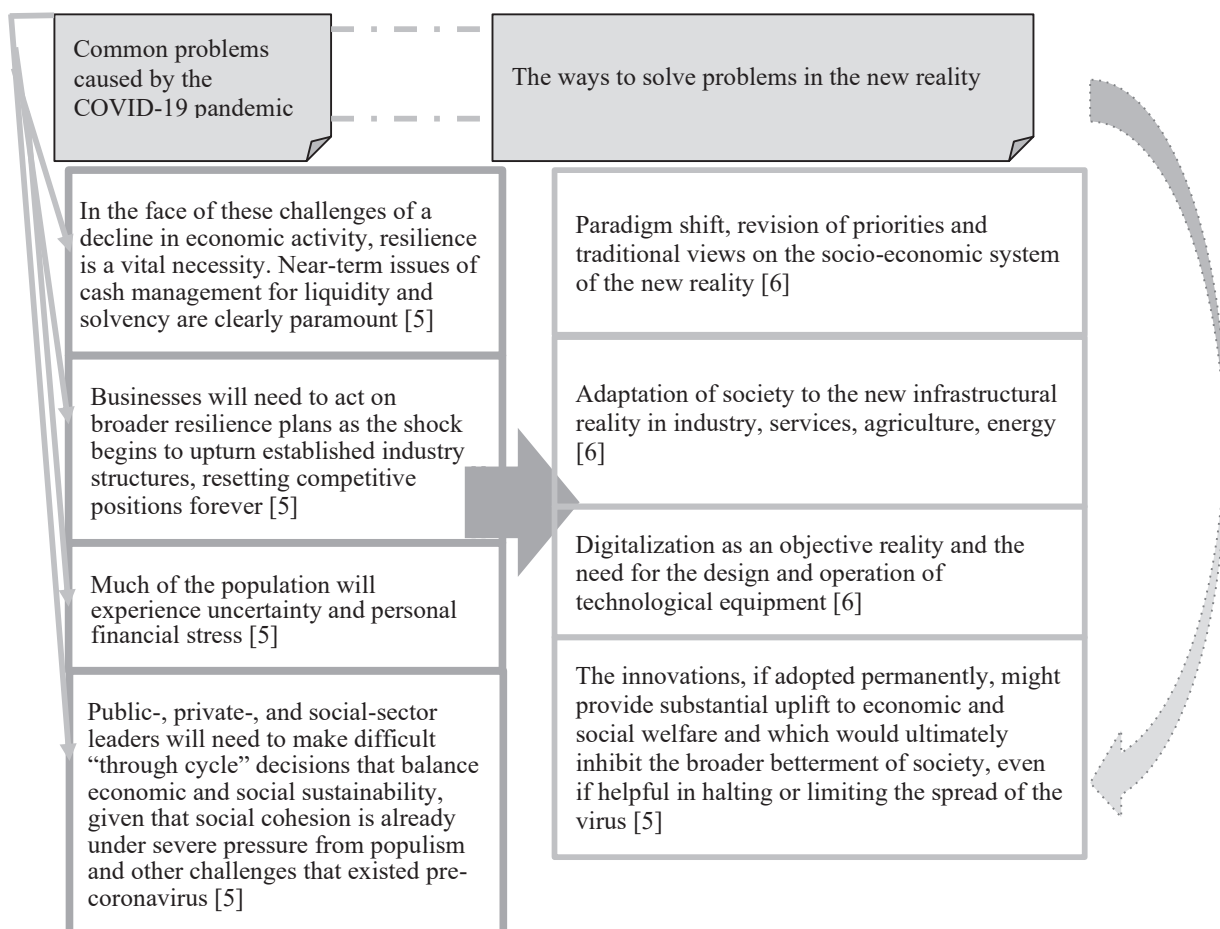 Common problems
caused by the
COVID-19 pandemic
The ways to solve problems in the new reality
In the face of these challenges of a
decline in economic activity, resilience
is a vital necessity. Near-term issues of
cash management for liquidity and
solvency are clearly paramount [5]
Businesses will need to act on
broader resilience plans as the shock
begins to upturn established industry
structures, resetting competitive
positions forever [5]
Much of the population will
experience uncertainty and personal
financial stress [5]
Public-, private-, and social-sector
leaders will need to make difficult
“through cycle” decisions that balance
economic and social sustainability,
given that social cohesion is already
under severe pressure from populism
and other challenges that existed pre-
coronavirus [5]
Paradigm shift, revision of priorities and
traditional views on the socio-economic system
of the new reality [6]
Adaptation of society to the new infrastructural
reality in industry, services, agriculture, energy
[6]
Digitalization as an objective reality and the
need for the design and operation of
technological equipment [6]
The innovations, if adopted permanently, might
provide substantial uplift to economic and
social welfare and which would ultimately
inhibit the broader betterment of society, even
if helpful in halting or limiting the spread of the
virus [5]